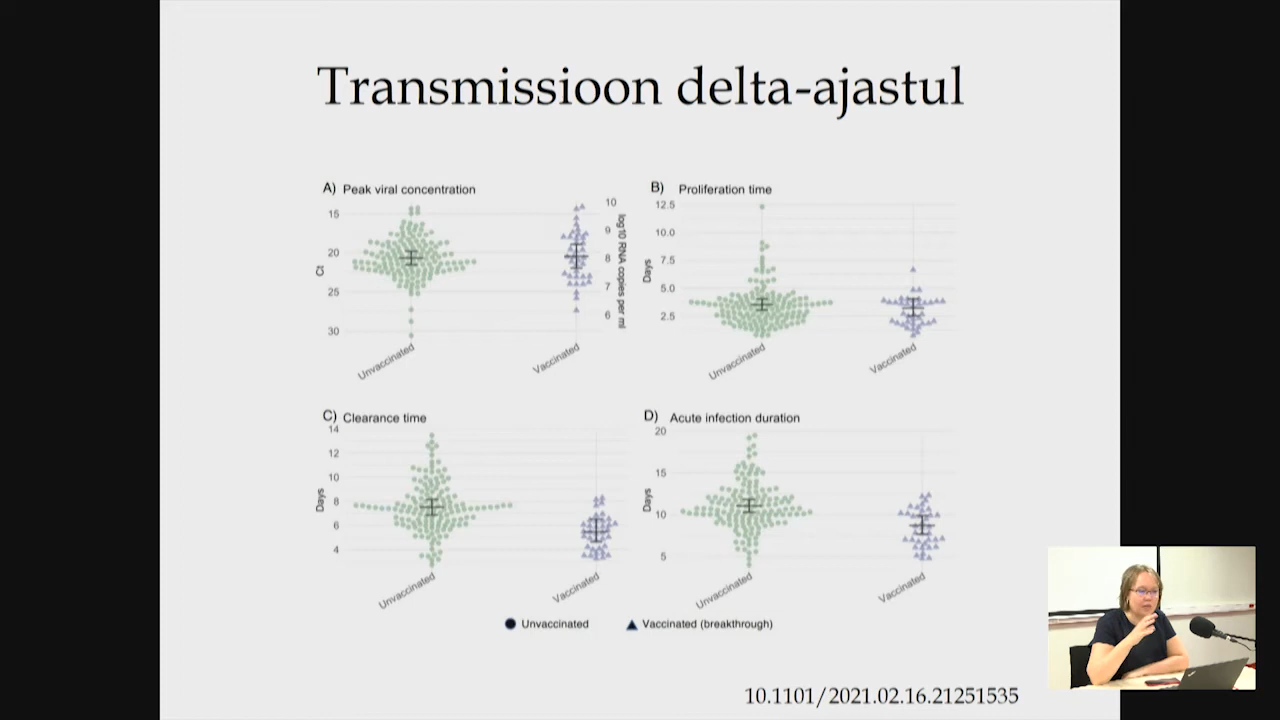 Transmissioon delta-ajastul
A) Peak viral concentration
15
20
25
30
Ct
10
9
8
7
6
log10 RNA copies per ml
Unvaccinated
Vaccinated
B) Proliferation time
12.5
10.0
7.5
5.0
2.5
Days
Unvaccinated
Vaccinated
C) Clearance time
14
12
10
8
6
4
Days
Unvaccinated
Vaccinated
D) Acute infection duration
20
15
10
5
Days
Unvaccinated
Vaccinated
Unvaccinated
Vaccinated (breakthrough)
10.1101/2021.02.16.21251535